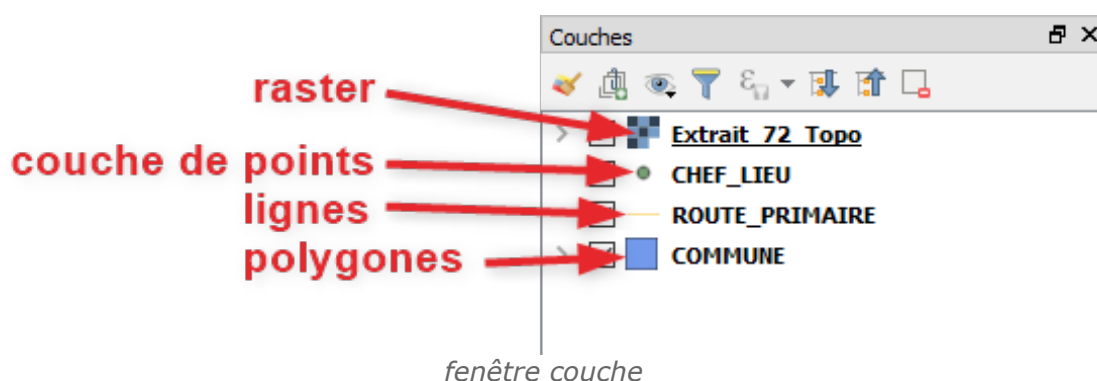 Couches
raster
Extrait_72_Topo
couche de points
CHEF_LIEU
lignes
ROUTE_PRIMAIRE
polygones
COMMUNE
fenêtre couche